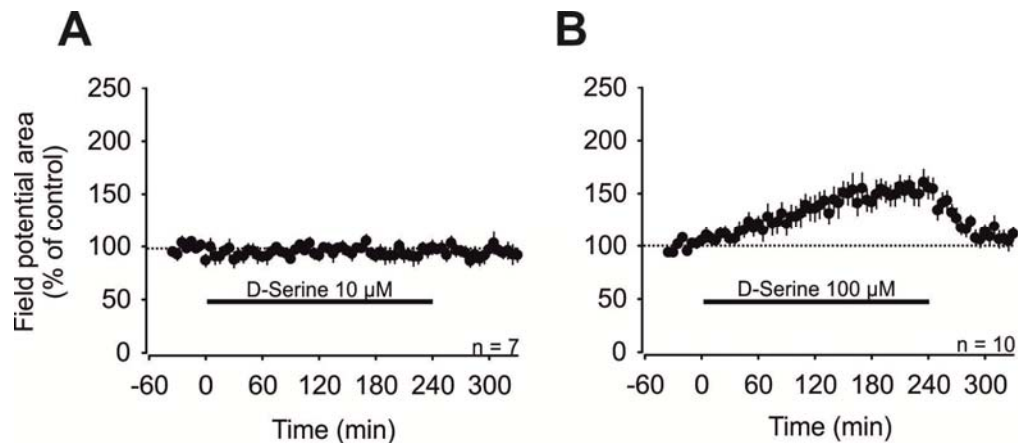 A
B
Field potential area
(% of control)
250
200
150
100
50
0
D-Serine 10 µM
n = 7
-60 0 60 120 180 240 300
Time (min)
250
200
150
100
50
0
D-Serine 100 µM
n = 10
-60 0 60 120 180 240 300
Time (min)